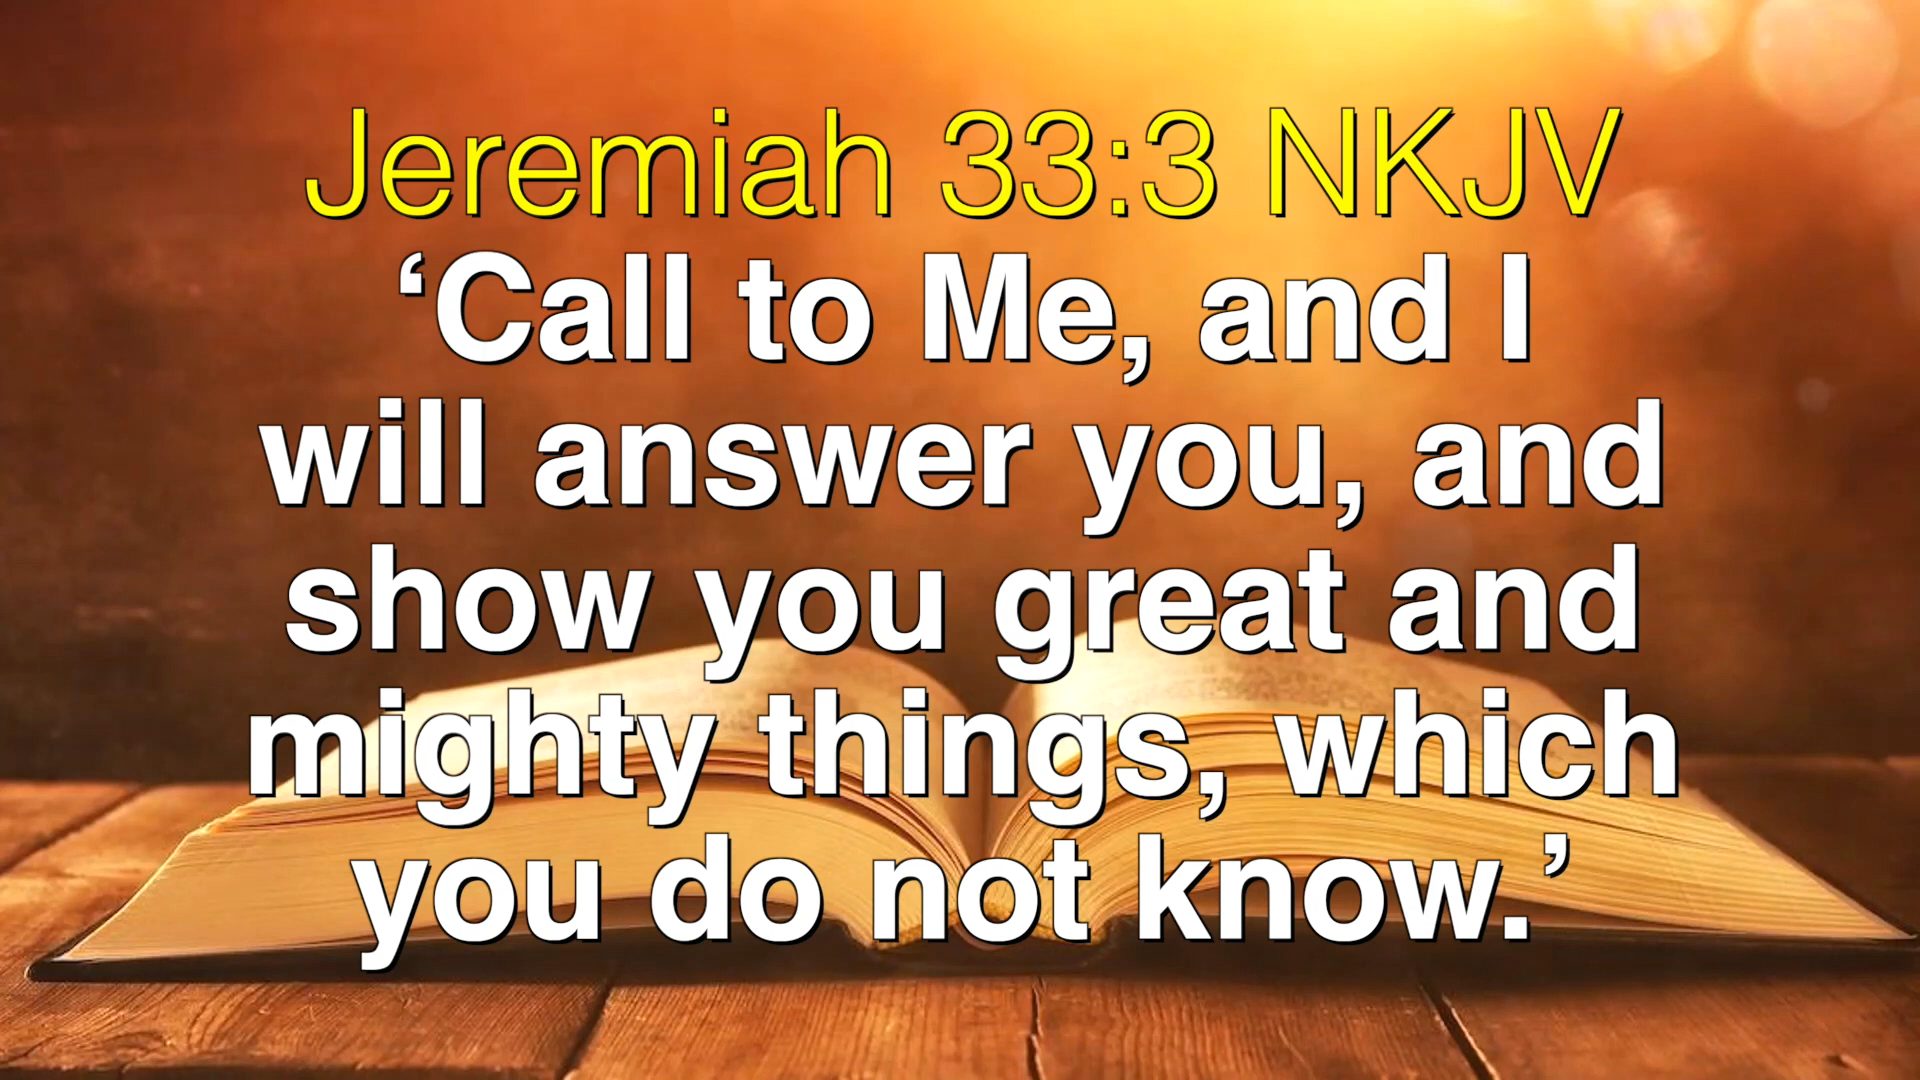 Jeremiah 33:3 NKJV
‘Call to Me, and I
will answer you, and
show you great and
mighty things, which
you do not know.’